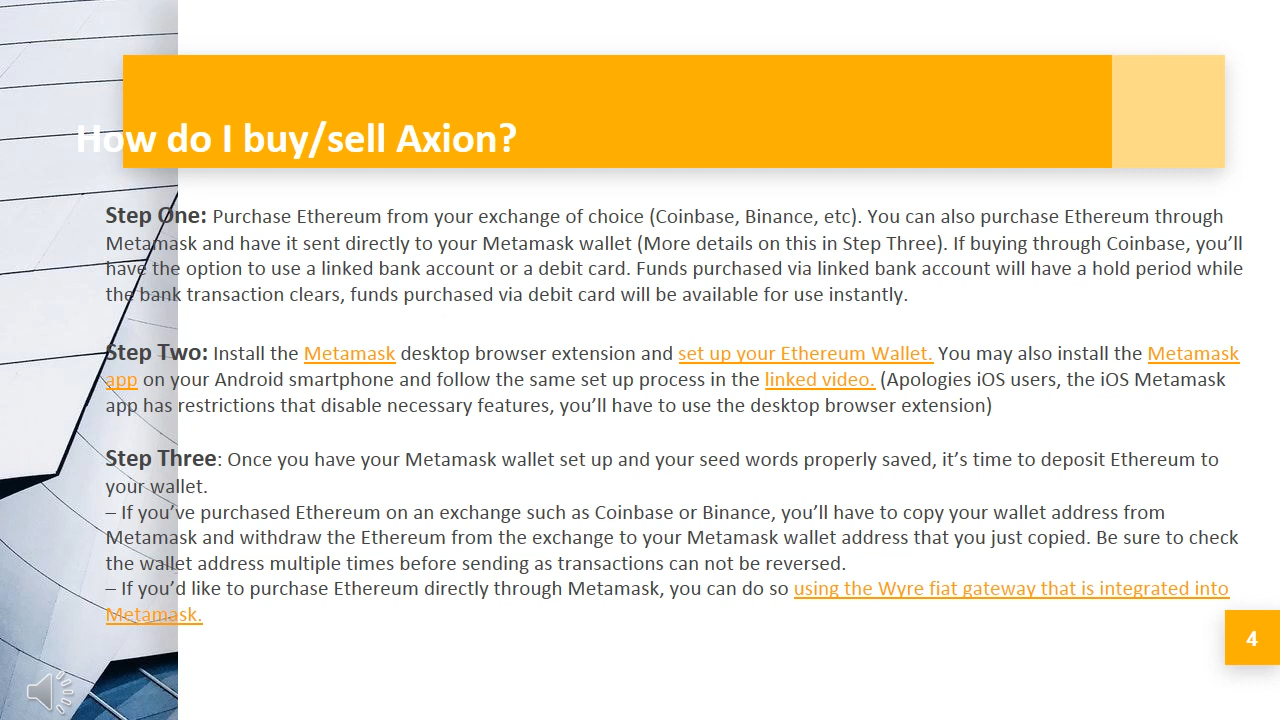 How do I buy/sell Axion?
Step One: Purchase Ethereum from your exchange of choice (Coinbase, Binance, etc). You can also purchase Ethereum through
Metamask and have it sent directly to your Metamask wallet (More details on this in Step Three). If buying through Coinbase, you’ll
have the option to use a linked bank account or a debit card. Funds purchased via linked bank account will have a hold period while
the bank transaction clears, funds purchased via debit card will be available for use instantly.
Step Two: Install the Metamask desktop browser extension and set up your Ethereum Wallet. You may also install the Metamask
app on your Android smartphone and follow the same set up process in the linked video. (Apologies iOS users, the iOS Metamask
app has restrictions that disable necessary features, you’ll have to use the desktop browser extension)
Step Three: Once you have your Metamask wallet set up and your seed words properly saved, it’s time to deposit Ethereum to
your wallet.
– If you’ve purchased Ethereum on an exchange such as Coinbase or Binance, you’ll have to copy your wallet address from
Metamask and withdraw the Ethereum from the exchange to your Metamask wallet address that you just copied. Be sure to check
the wallet address multiple times before sending as transactions can not be reversed.
– If you’d like to purchase Ethereum directly through Metamask, you can do so using the Wyre fiat gateway that is integrated into
Metamask.
4